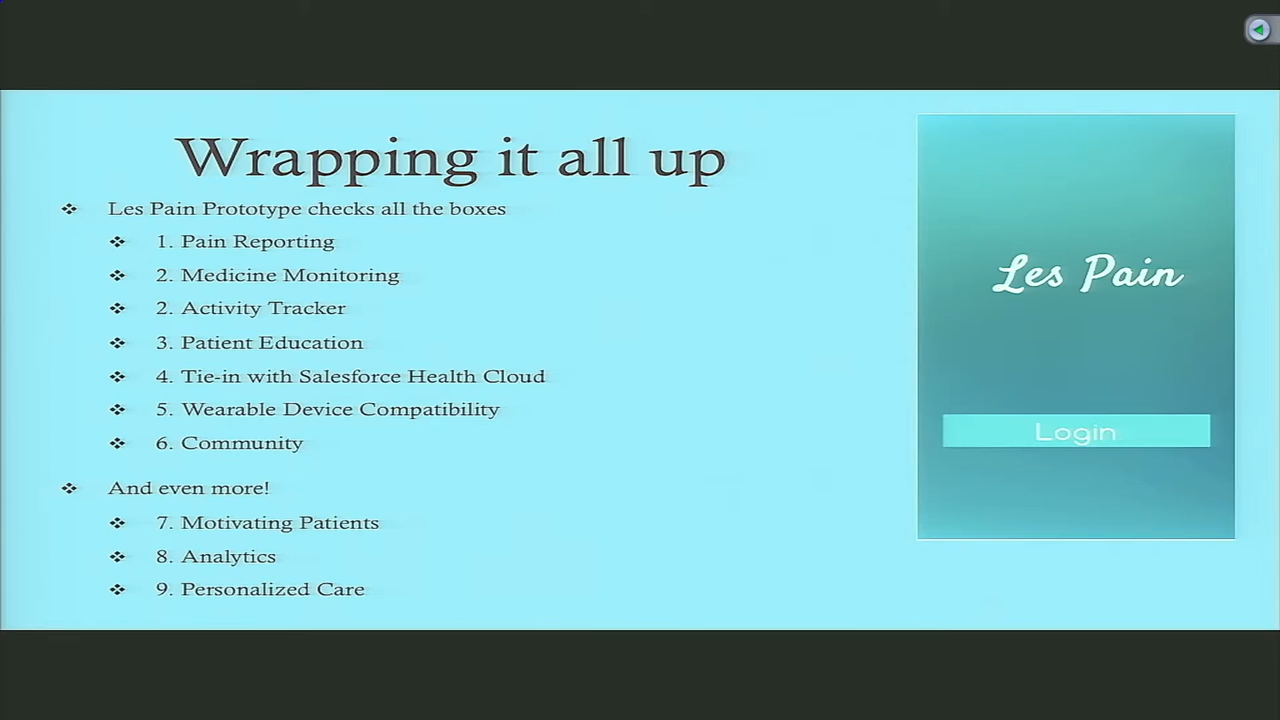 Wrapping it all up
Les Pain Prototype checks all the boxes
1. Pain Reporting
2. Medicine Monitoring
2. Activity Tracker
3. Patient Education
4. Tie-in with Salesforce Health Cloud
5. Wearable Device Compatibility
6. Community
And even more!
7. Motivating Patients
8. Analytics
9. Personalized Care
Les Pain
Login